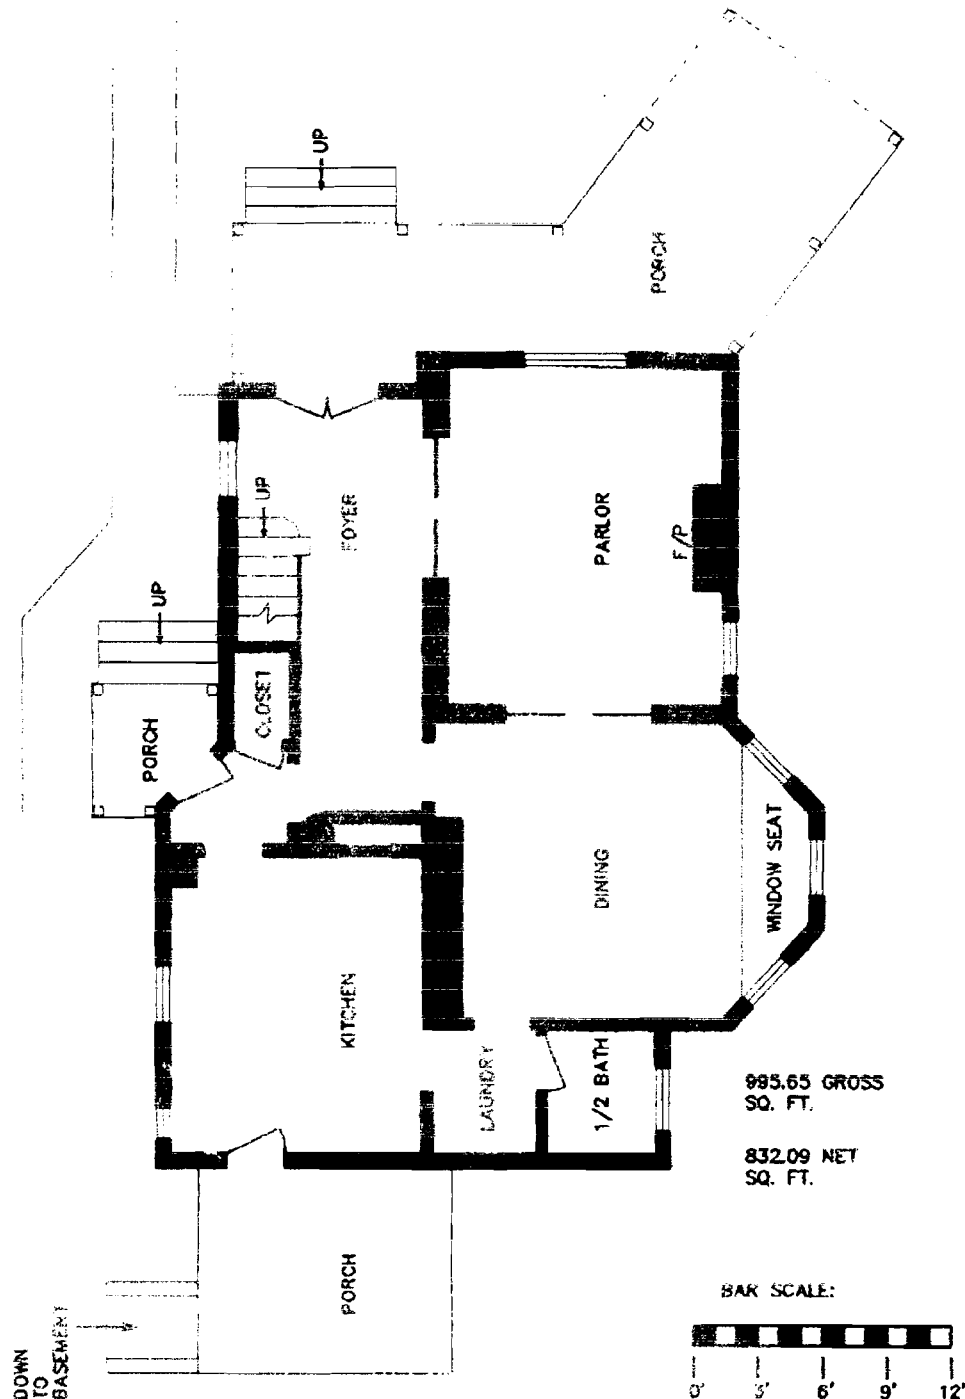 UP
PORCH
UP
FOYER
PARLOR
F/P
UP
CLOSET
PORCH
DINING
WINDOW SEAT
KITCHEN
LAUNDRY
1/2 BATH
995.65 GROSS
SQ. FT.
832.09 NET
SQ. FT.
PORCH
DOWN
TO
BASEMENT
BAR SCALE:
0' 3' 6' 9' 12'